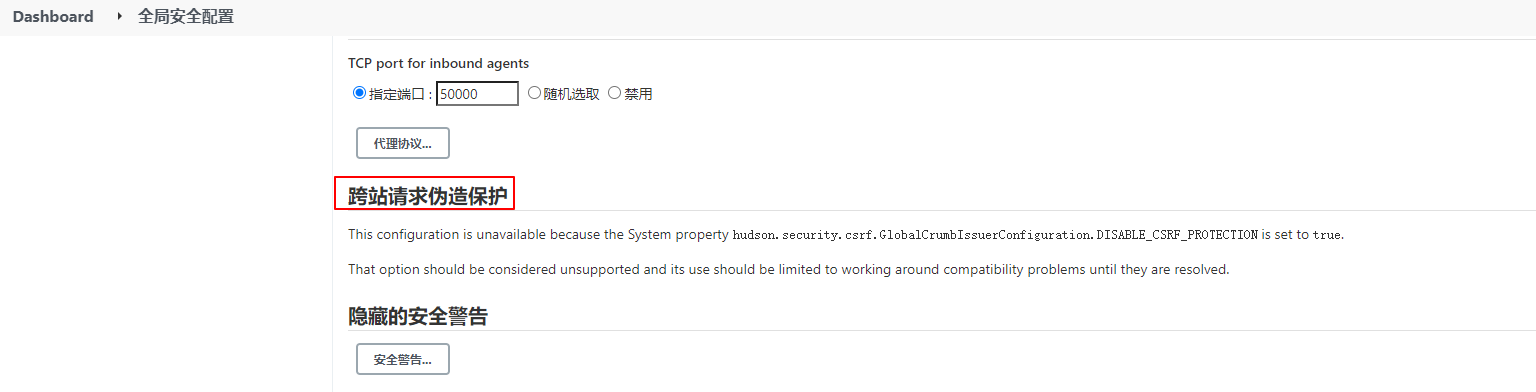 Dashboard ▸ 全局安全配置
TCP port for inbound agents
指定端口 : 50000 随机选取 禁用
代理协议...
跨站请求伪造保护
This configuration is unavailable because the System property hudson.security.csrf.GlobalCrumbIssuerConfiguration.DISABLE_CSRF_PROTECTION is set to true.
That option should be considered unsupported and its use should be limited to working around compatibility problems until they are resolved.
隐藏的安全警告
安全警告...